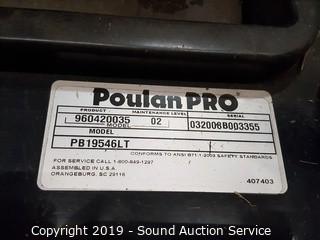 Poulan PRO
PRODUCT MAINTENANCE LEVEL SERIAL
960420035 02 032006B003355
MODEL
MODEL
PB19546LT
CONFORMS TO ANSI B71.1-2003 SAFETY STANDARDS
FOR SERVICE CALL 1-800-849-1297
ASSEMBLED IN U.S.A.
ORANGEBURG, SC 29116
407403
Copyright 2019 - Sound Auction Service